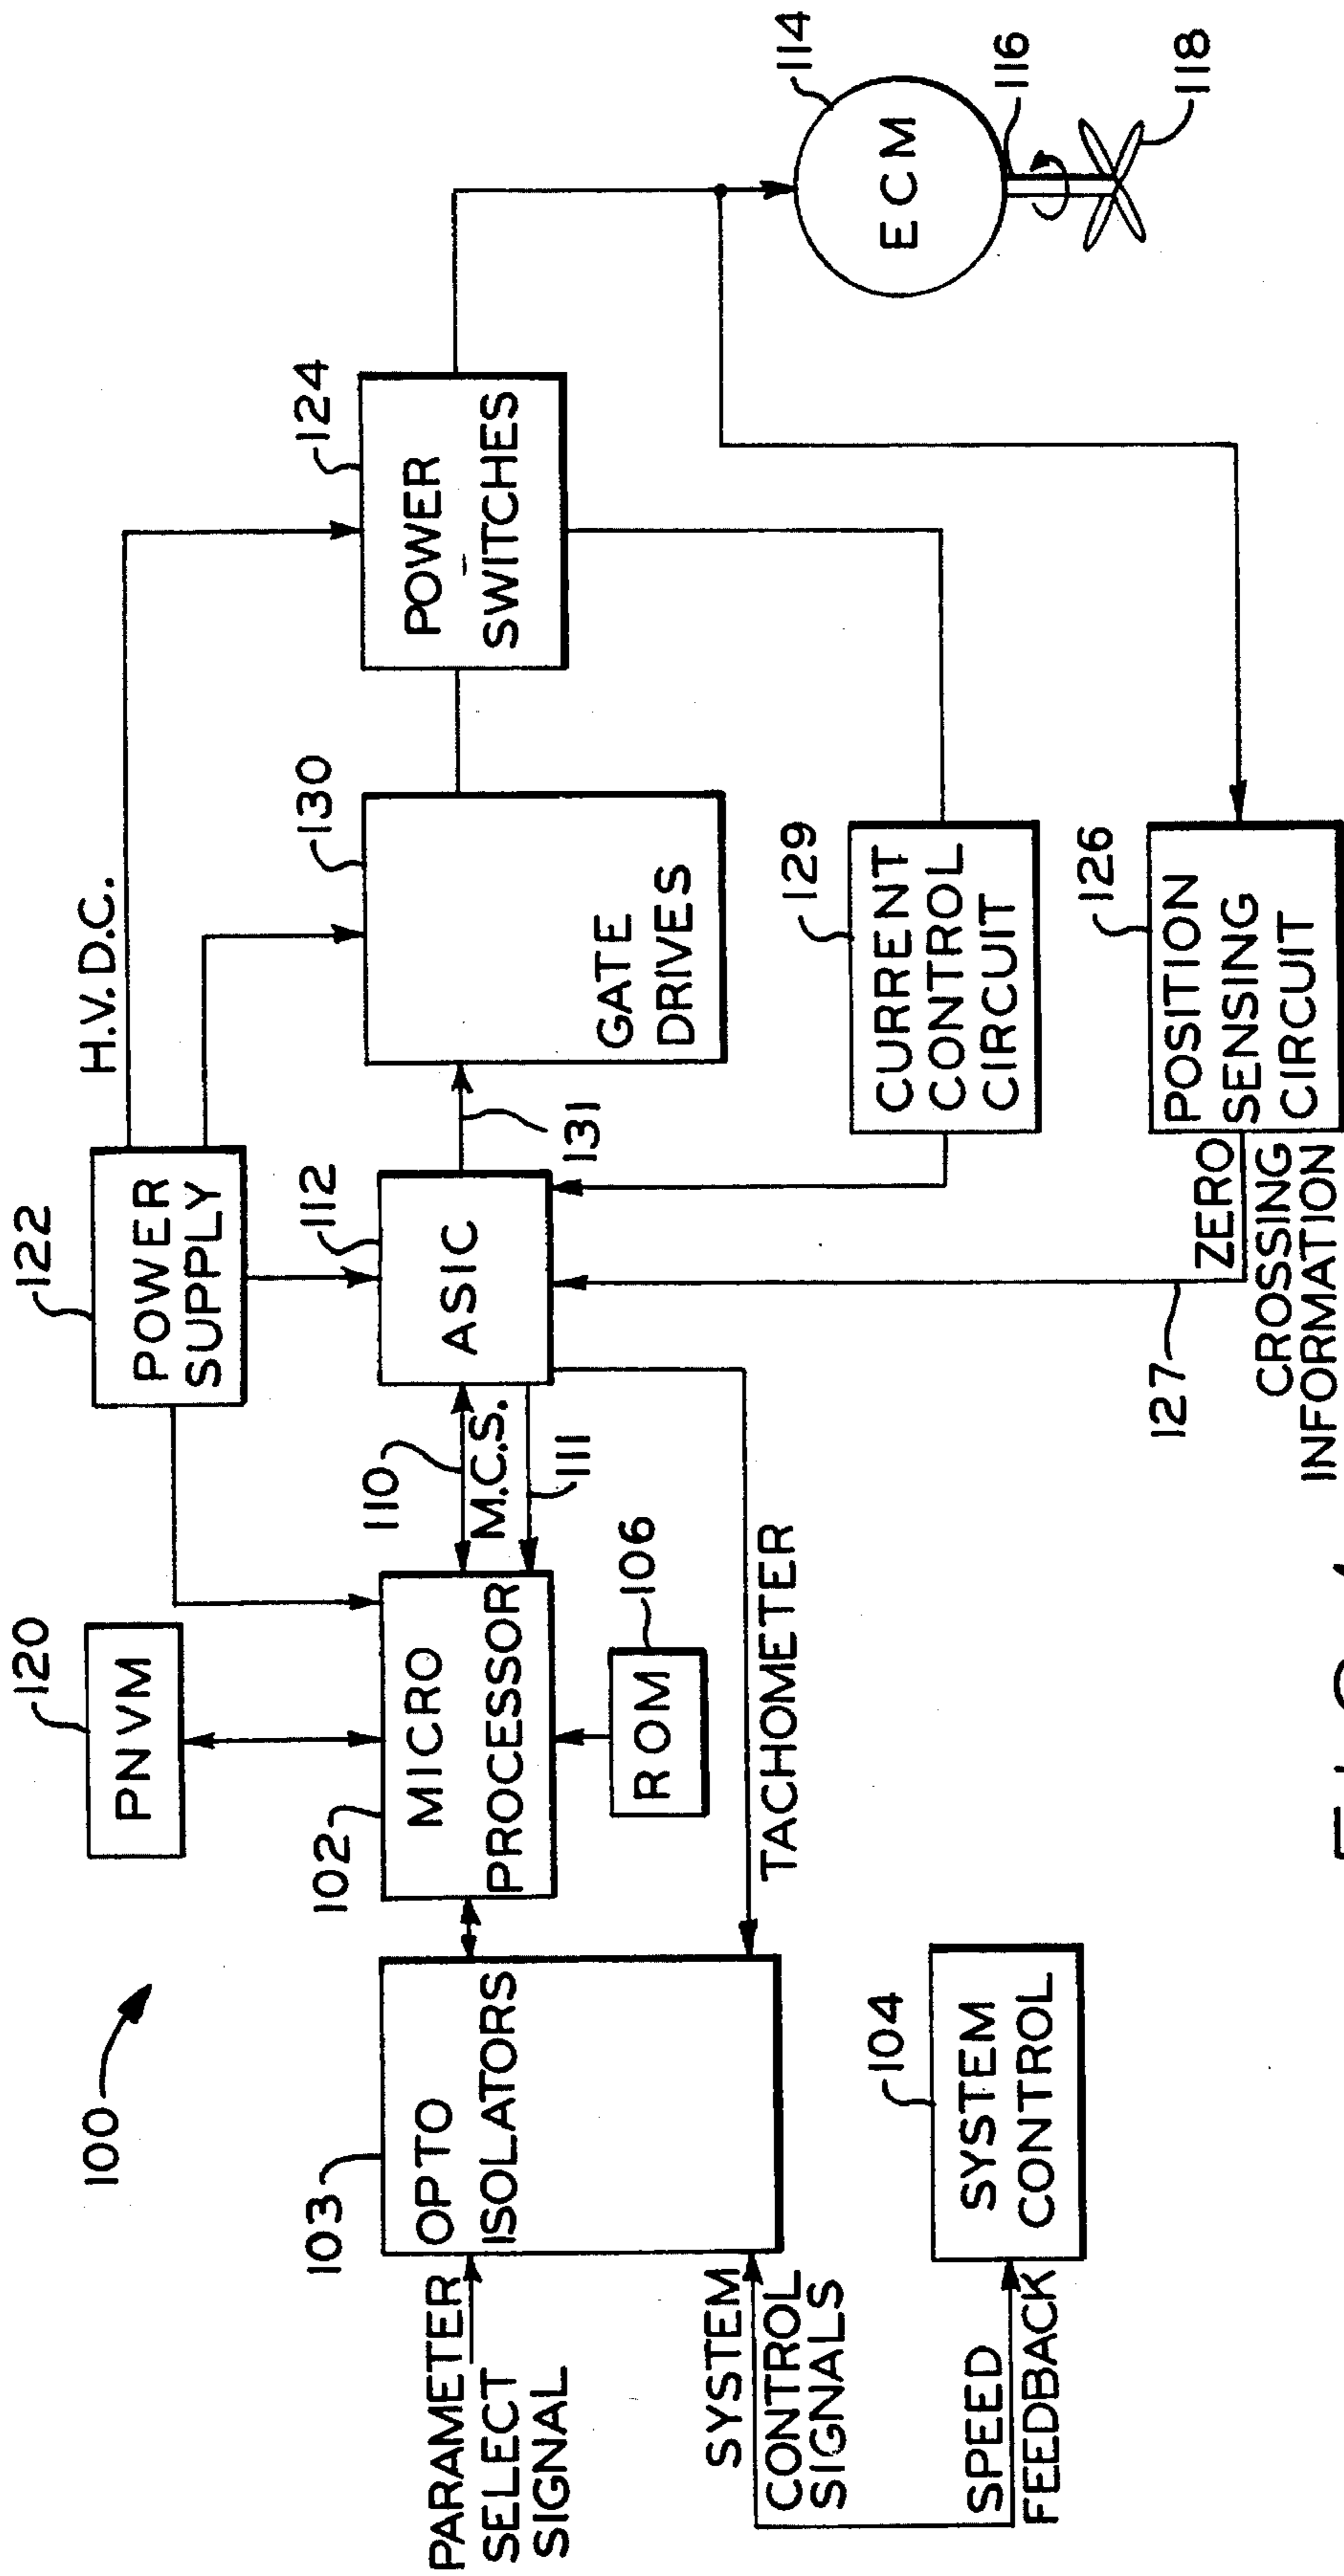 100
120
PNVM
122
POWER
SUPPLY
H.V.D.C.
PARAMETER
SELECT
SIGNAL
103
OPTO
ISOLATORS
102
MICRO
PROCESSOR
110
M.C.S.
111
112
ASIC
131
130
GATE
DRIVES
124
POWER
SWITCHES
114
ECM
116
118
106
ROM
TACHOMETER
SYSTEM
CONTROL
SIGNALS
SPEED
FEEDBACK
104
SYSTEM
CONTROL
129
CURRENT
CONTROL
CIRCUIT
127
ZERO
CROSSING
INFORMATION
126
POSITION
SENSING
CIRCUIT